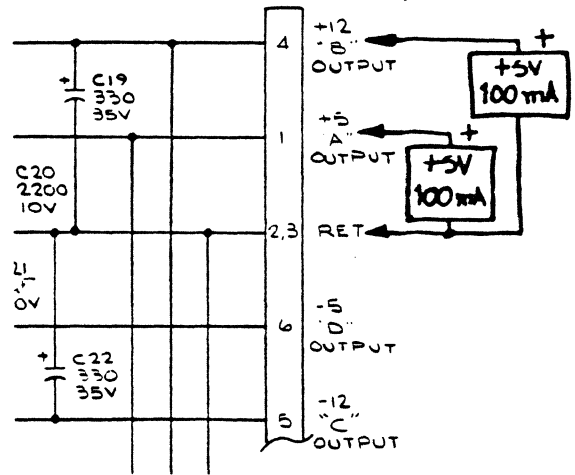 4
+12
"B"
OUTPUT
+
+5V
100mA
+
C19
330
35V
1
+5
"A"
OUTPUT
+
+5V
100mA
C20
2200
10V
2,3
RET
+
0V
6
-5
"D"
OUTPUT
+
C22
330
35V
5
-12
"C"
OUTPUT